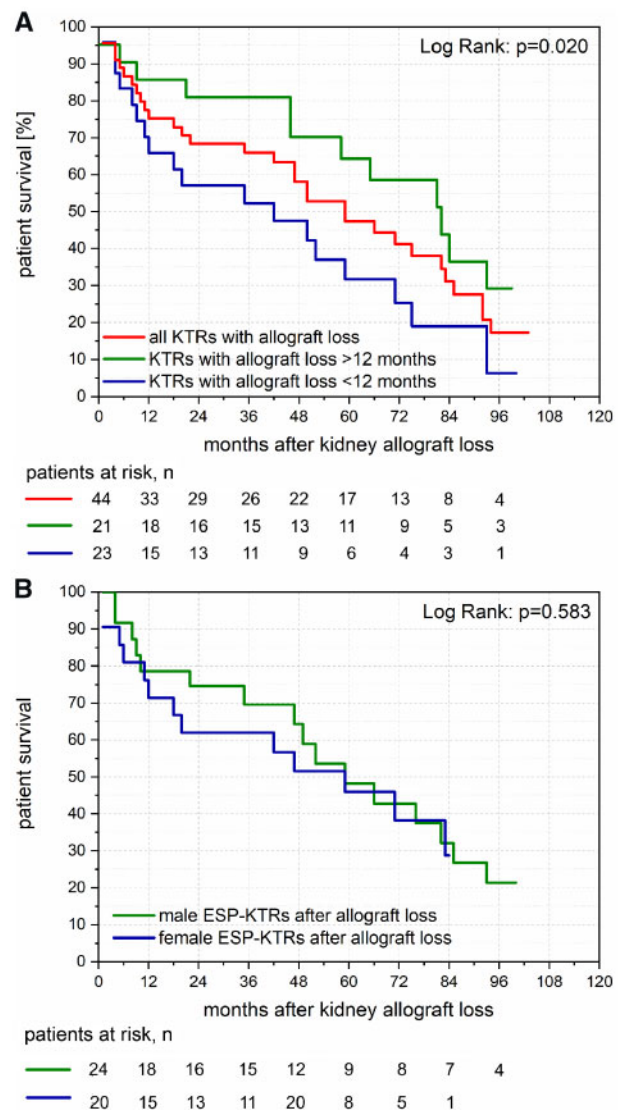 A
Log Rank: p=0.020
100
90
80
70
60
50
40
30
20
10
0
patient survival [%]
all KTRs with allograft loss
KTRs with allograft loss >12 months
KTRs with allograft loss <12 months
0 12 24 36 48 60 72 84 96 108 120
months after kidney allograft loss
patients at risk, n
44 33 29 26 22 17 13 8 4
21 18 16 15 13 11 9 5 3
23 15 13 11 9 6 4 3 1
B
Log Rank: p=0.583
100
90
80
70
60
50
40
30
20
10
0
patient survival
male ESP-KTRs after allograft loss
female ESP-KTRs after allograft loss
0 12 24 36 48 60 72 84 96 108 120
months after kidney allograft loss
patients at risk, n
24 18 16 15 12 9 8 7 4
20 15 13 11 20 8 5 1